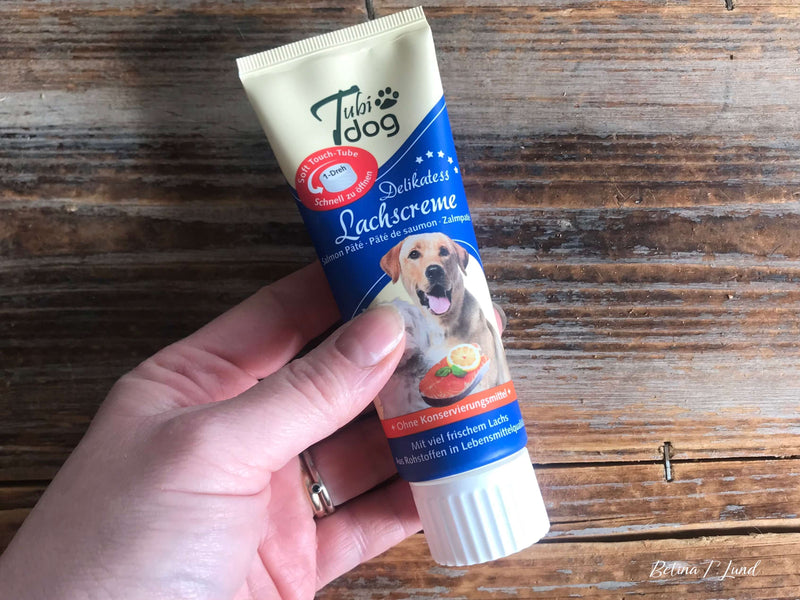 Tubi
dog
Soft Touch-Tube
1-Dreh
Schnell zu öffnen
Delikatess
Lachscreme
Salmon Pâté · Pâté de saumon · Zalmpaté
+ Ohne Konservierungsmittel +
Mit viel frischem Lachs
Aus Rohstoffen in Lebensmittelqualität
Betina T. Lund